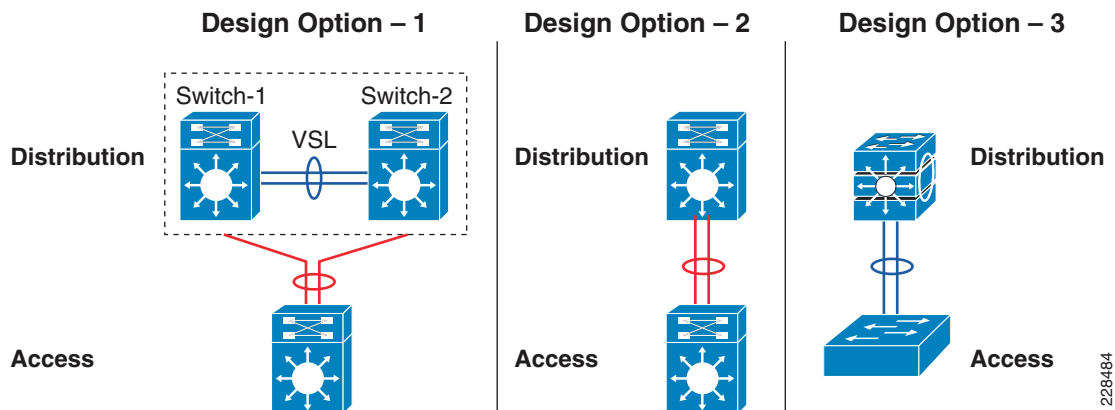 Design Option – 1
Design Option – 2
Design Option – 3
Switch-1
Switch-2
VSL
Distribution
Distribution
Distribution
Access
Access
Access
228484